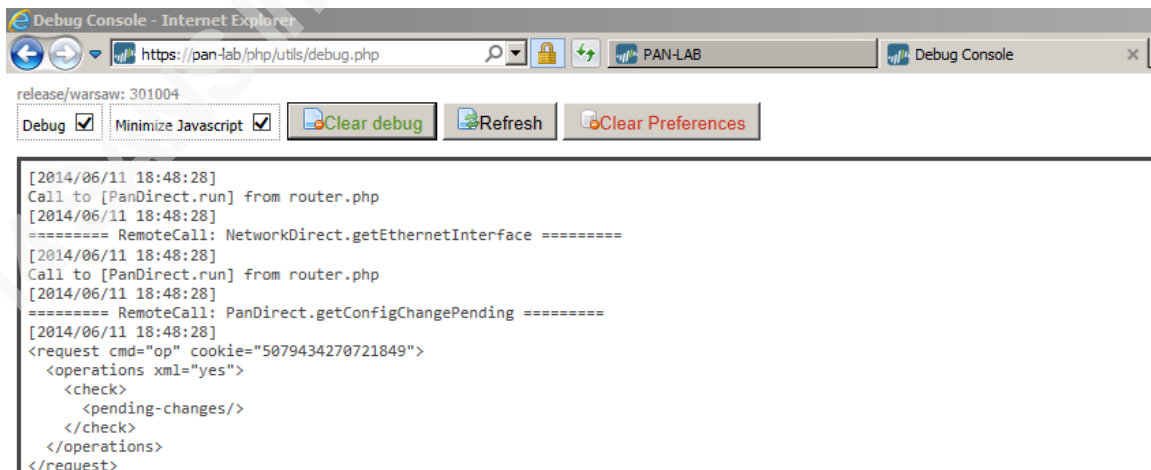 Debug Console - Internet Explorer
https://pan-lab/php/utils/debug.php
PAN-LAB
Debug Console
release/warsaw: 301004
Debug
Minimize Javascript
Clear debug
Refresh
Clear Preferences
[2014/06/11 18:48:28]
Call to [PanDirect.run] from router.php
[2014/06/11 18:48:28]
========= RemoteCall: NetworkDirect.getEthernetInterface =========
[2014/06/11 18:48:28]
Call to [PanDirect.run] from router.php
[2014/06/11 18:48:28]
========= RemoteCall: PanDirect.getConfigChangePending =========
[2014/06/11 18:48:28]
<request cmd="op" cookie="5079434270721849">
<operations xml="yes">
<check>
<pending-changes/>
</check>
</operations>
</request>